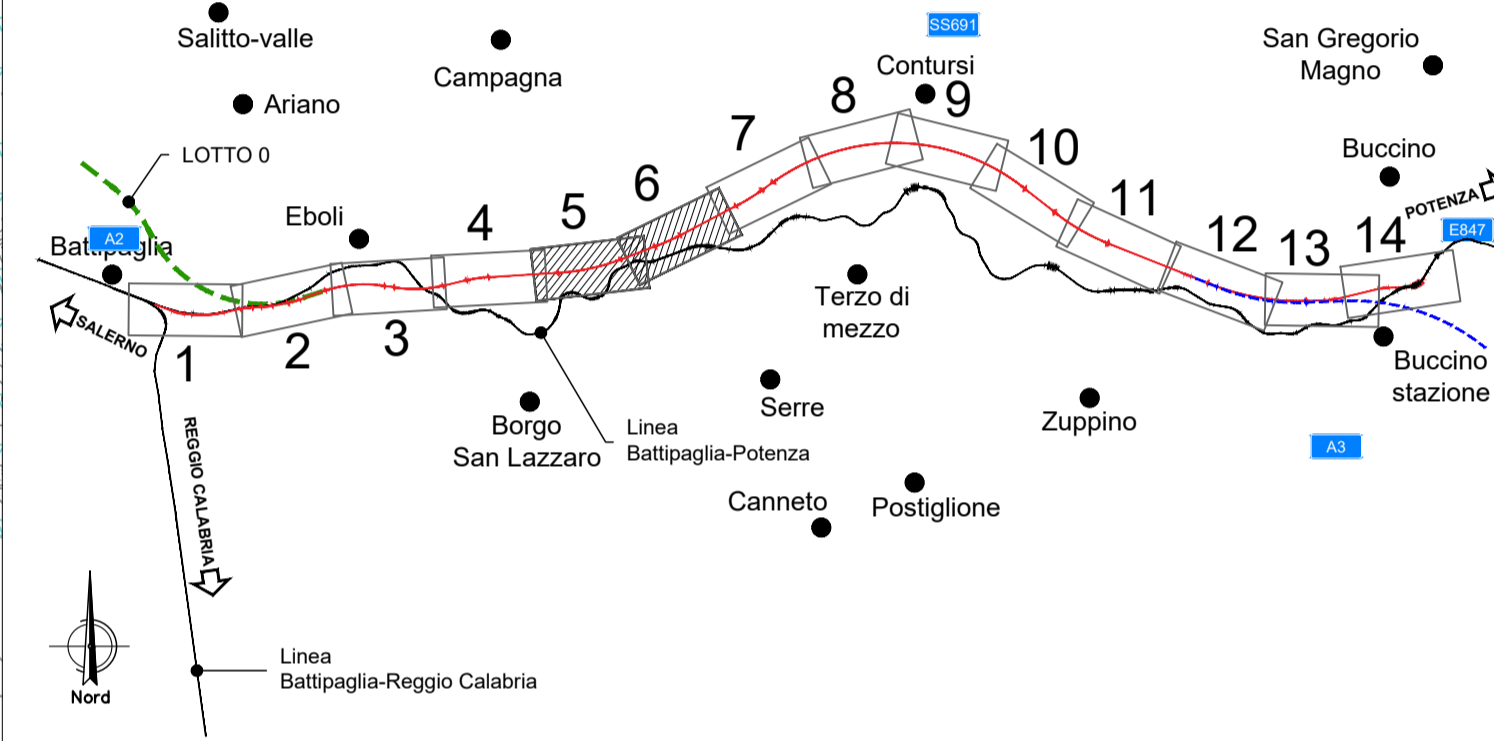 Salitto-valle
Campagna
SS691
Contursi
San Gregorio
Magno
Ariano
LOTTO 0
Buccino
POTENZA
E847
Eboli
A2
Battipaglia
SALERNO
1
2
3
4
5
6
7
8
9
10
11
12
13
14
Terzo di
mezzo
Buccino
stazione
Serre
Zuppino
Borgo
San Lazzaro
Linea
Battipaglia-Potenza
A3
REGGIO CALABRIA
Canneto
Postiglione
Linea
Battipaglia-Reggio Calabria
Nord